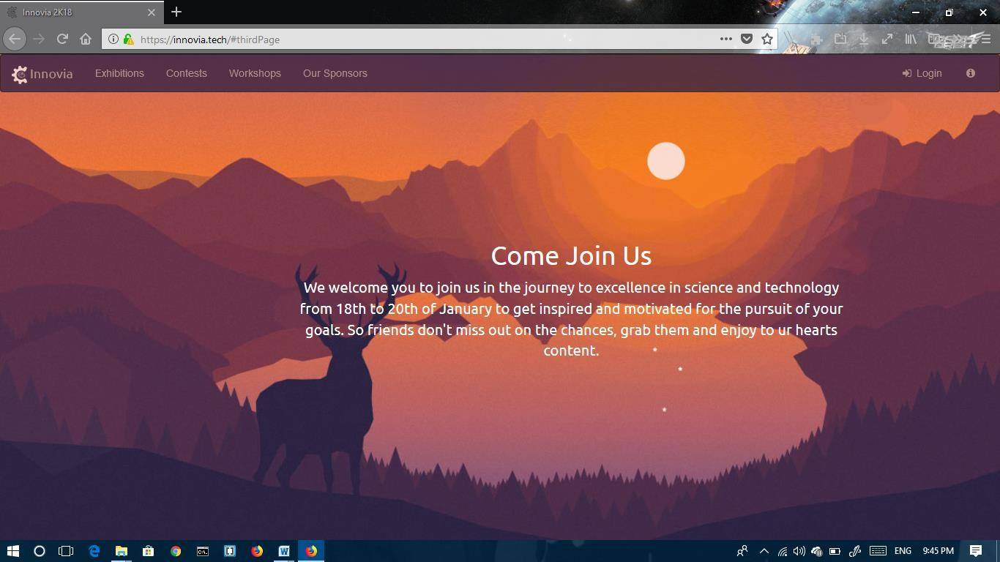 Innovia 2K18
https://innovia.tech/#thirdPage
Innovia Exhibitions Contests Workshops Our Sponsors Login
Come Join Us
We welcome you to join us in the journey to excellence in science and technology
from 18th to 20th of January to get inspired and motivated for the pursuit of your
goals. So friends don't miss out on the chances, grab them and enjoy to ur hearts
content.
ENG 9:45 PM